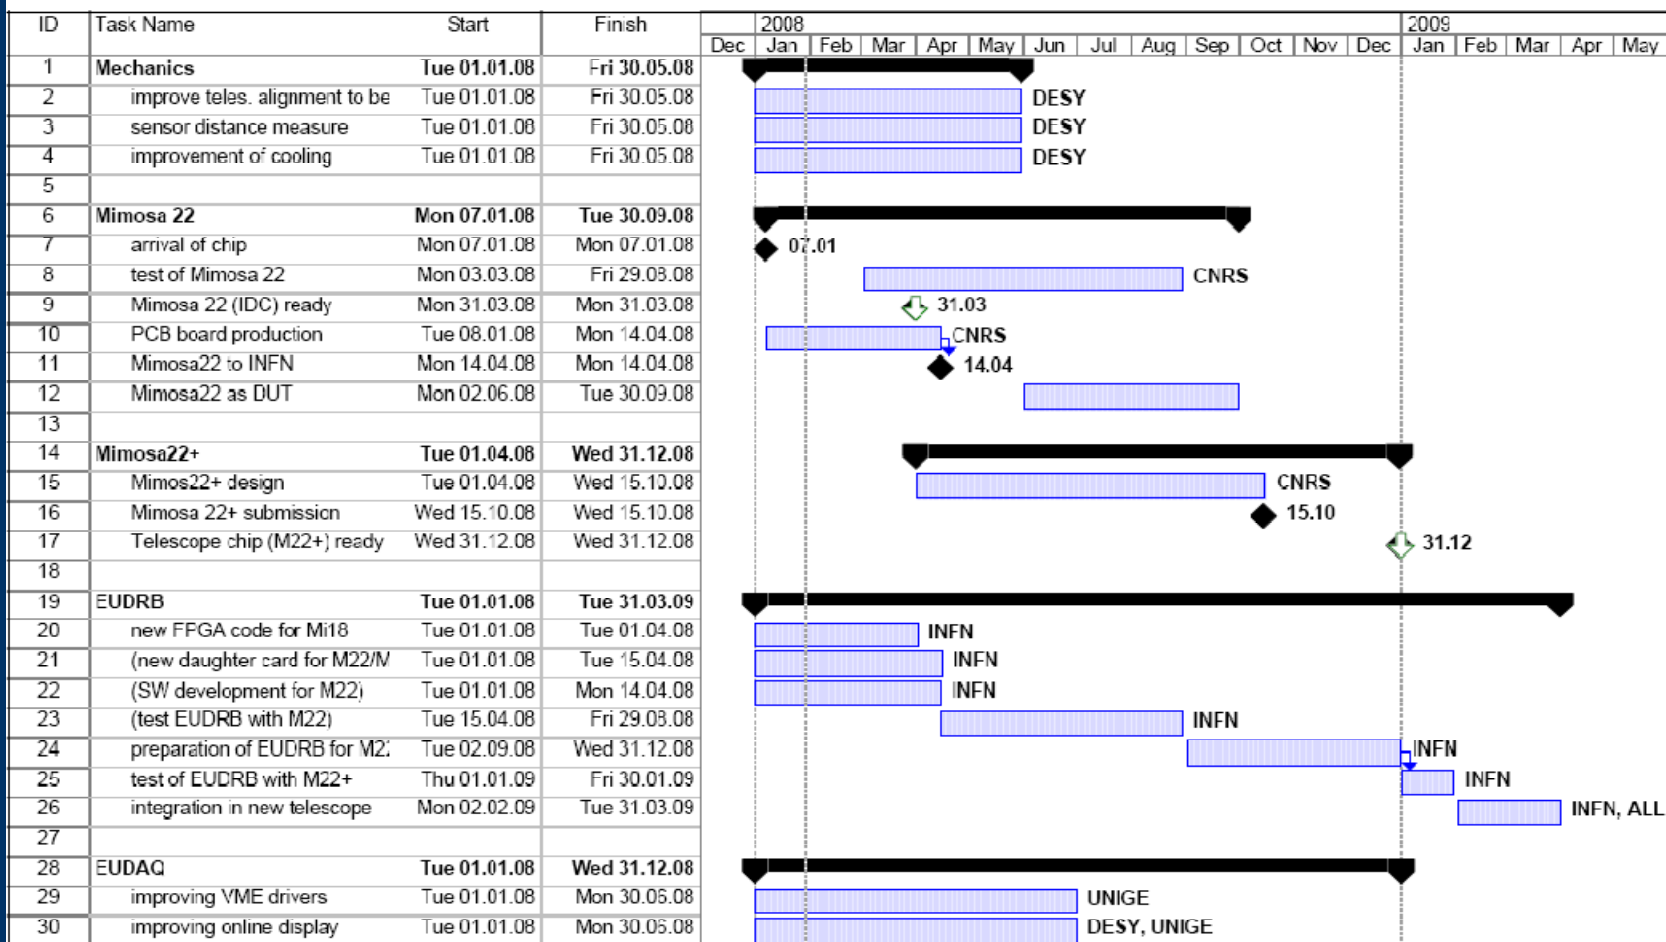 ID Task Name Start Finish 2008 2009
Dec Jan Feb Mar Apr May Jun Jul Aug Sep Oct Nov Dec Jan Feb Mar Apr May
1 Mechanics Tue 01.01.08 Fri 30.05.08
2 improve teles. alignment to be Tue 01.01.08 Fri 30.05.08 DESY
3 sensor distance measure Tue 01.01.08 Fri 30.05.08 DESY
4 improvement of cooling Tue 01.01.08 Fri 30.05.08 DESY
5
6 Mimosa 22 Mon 07.01.08 Tue 30.09.08
7 arrival of chip Mon 07.01.08 Mon 07.01.08 07.01
8 test of Mimosa 22 Mon 03.03.08 Fri 29.08.08 CNRS
9 Mimosa 22 (IDC) ready Mon 31.03.08 Mon 31.03.08 31.03
10 PCB board production Tue 08.01.08 Mon 14.04.08 CNRS
11 Mimosa22 to INFN Mon 14.04.08 Mon 14.04.08 14.04
12 Mimosa22 as DUT Mon 02.06.08 Tue 30.09.08
13
14 Mimosa22+ Tue 01.04.08 Wed 31.12.08
15 Mimos22+ design Tue 01.04.08 Wed 15.10.08 CNRS
16 Mimosa 22+ submission Wed 15.10.08 Wed 15.10.08 15.10
17 Telescope chip (M22+) ready Wed 31.12.08 Wed 31.12.08 31.12
18
19 EUDRB Tue 01.01.08 Tue 31.03.09
20 new FPGA code for Mi18 Tue 01.01.08 Tue 01.04.08 INFN
21 (new daughter card for M22/M Tue 01.01.08 Tue 15.04.08 INFN
22 (SW development for M22) Tue 01.01.08 Mon 14.04.08 INFN
23 (test EUDRB with M22) Tue 15.04.08 Fri 29.08.08 INFN
24 preparation of EUDRB for M22 Tue 02.09.08 Wed 31.12.08 INFN
25 test of EUDRB with M22+ Thu 01.01.09 Fri 30.01.09 INFN
26 integration in new telescope Mon 02.02.09 Tue 31.03.09 INFN, ALL
27
28 EUDAQ Tue 01.01.08 Wed 31.12.08
29 improving VME drivers Tue 01.01.08 Mon 30.06.08 UNIGE
30 improving online display Tue 01.01.08 Mon 30.06.08 DESY, UNIGE